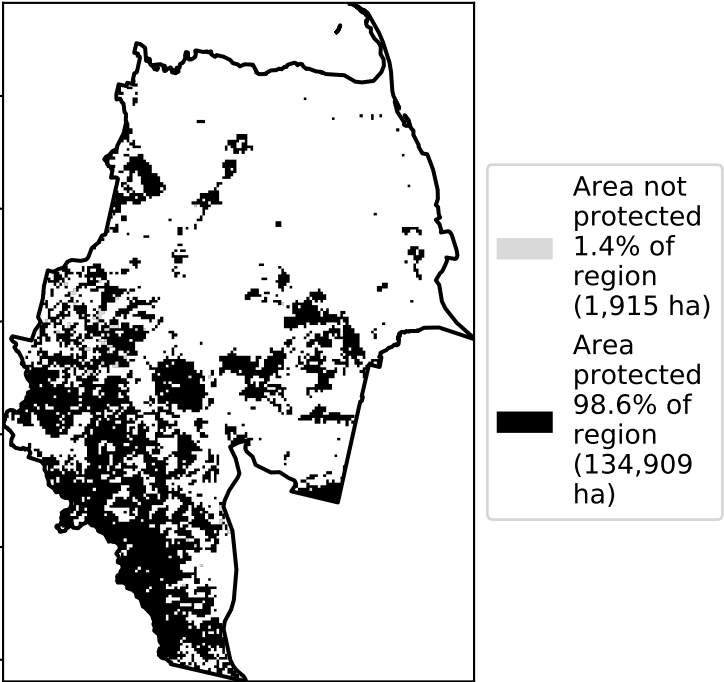 Area not
protected
1.4% of
region
(1,915 ha)
Area
protected
98.6% of
region
(134,909
ha)